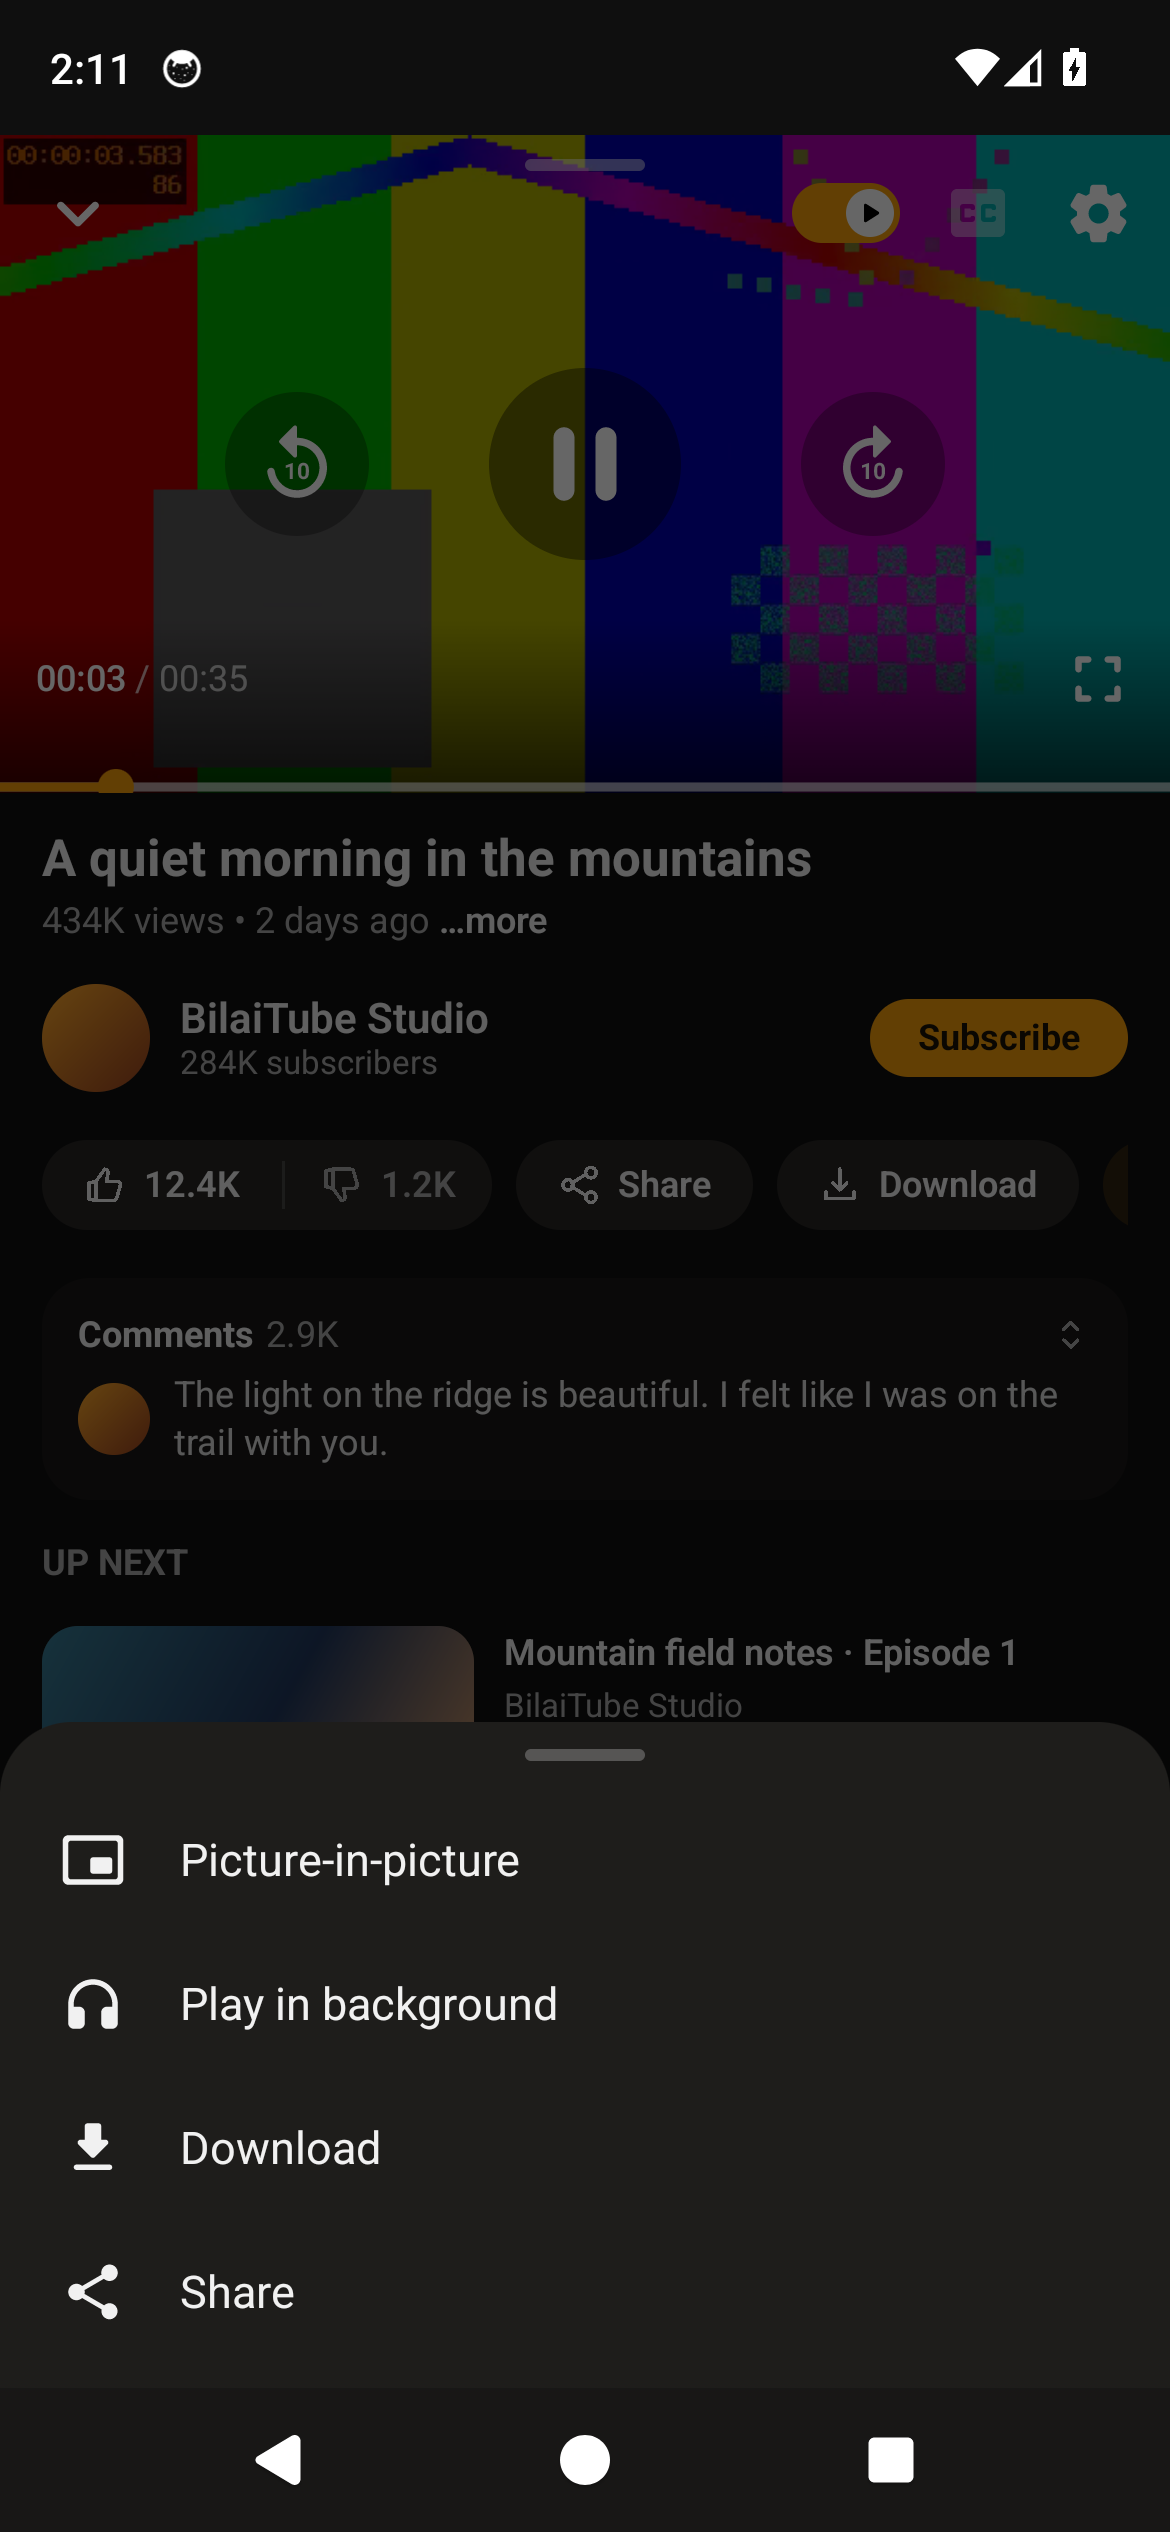 2:11
00:00:03.583
86
CC
10
10
00:03 / 00:35
A quiet morning in the mountains
434K views • 2 days ago ...more
BilaiTube Studio
284K subscribers
Subscribe
12.4K
1.2K
Share
Download
Comments 2.9K
The light on the ridge is beautiful. I felt like I was on the
trail with you.
UP NEXT
Mountain field notes · Episode 1
BilaiTube Studio
Picture-in-picture
Play in background
Download
Share